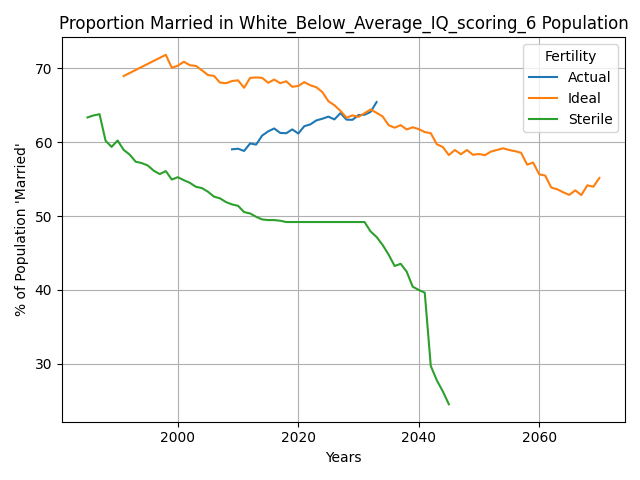 Proportion Married in White_Below_Average_IQ_scoring_6 Population
Fertility
Actual
Ideal
Sterile
% of Population 'Married'
70
60
50
40
30
2000
2020
2040
2060
Years